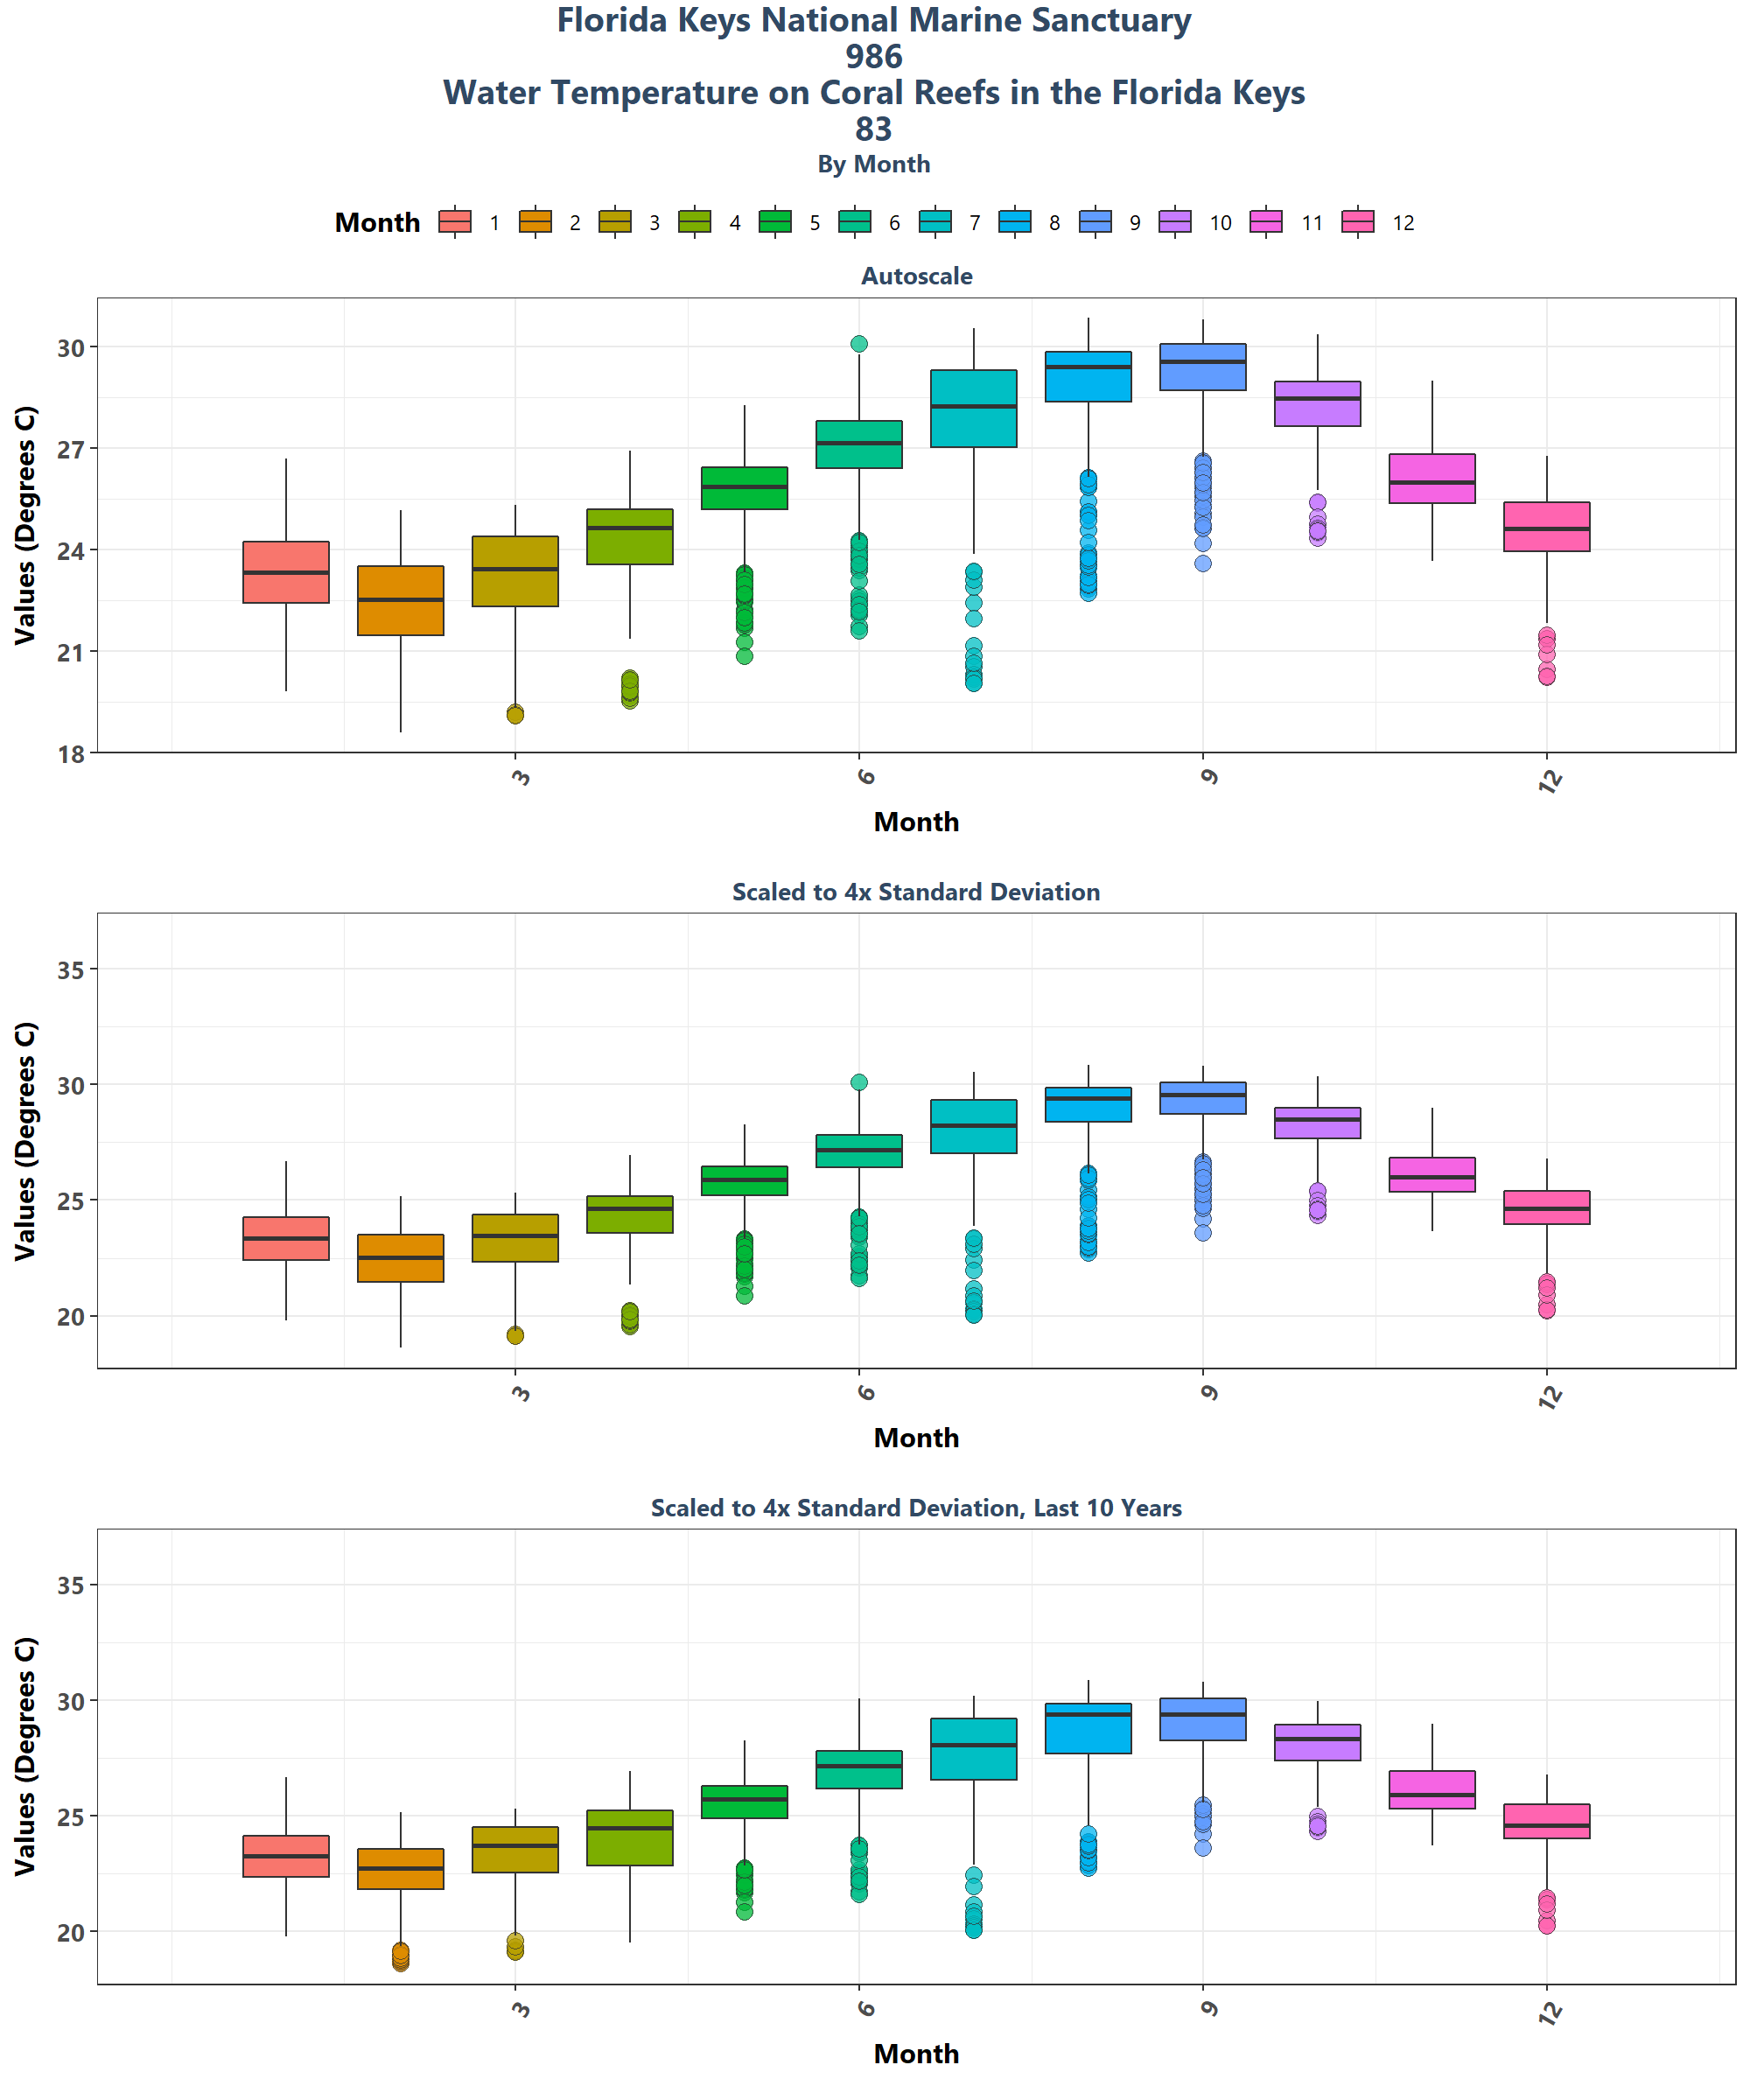 Florida Keys National Marine Sanctuary
986
Water Temperature on Coral Reefs in the Florida Keys
83
By Month
Month 1 2 3 4 5 6 7 8 9 10 11 12
Autoscale
Values (Degrees C)
30
27
24
21
18
3 6 9 12
Month
Scaled to 4x Standard Deviation
Values (Degrees C)
35
30
25
20
3 6 9 12
Month
Scaled to 4x Standard Deviation, Last 10 Years
Values (Degrees C)
35
30
25
20
3 6 9 12
Month